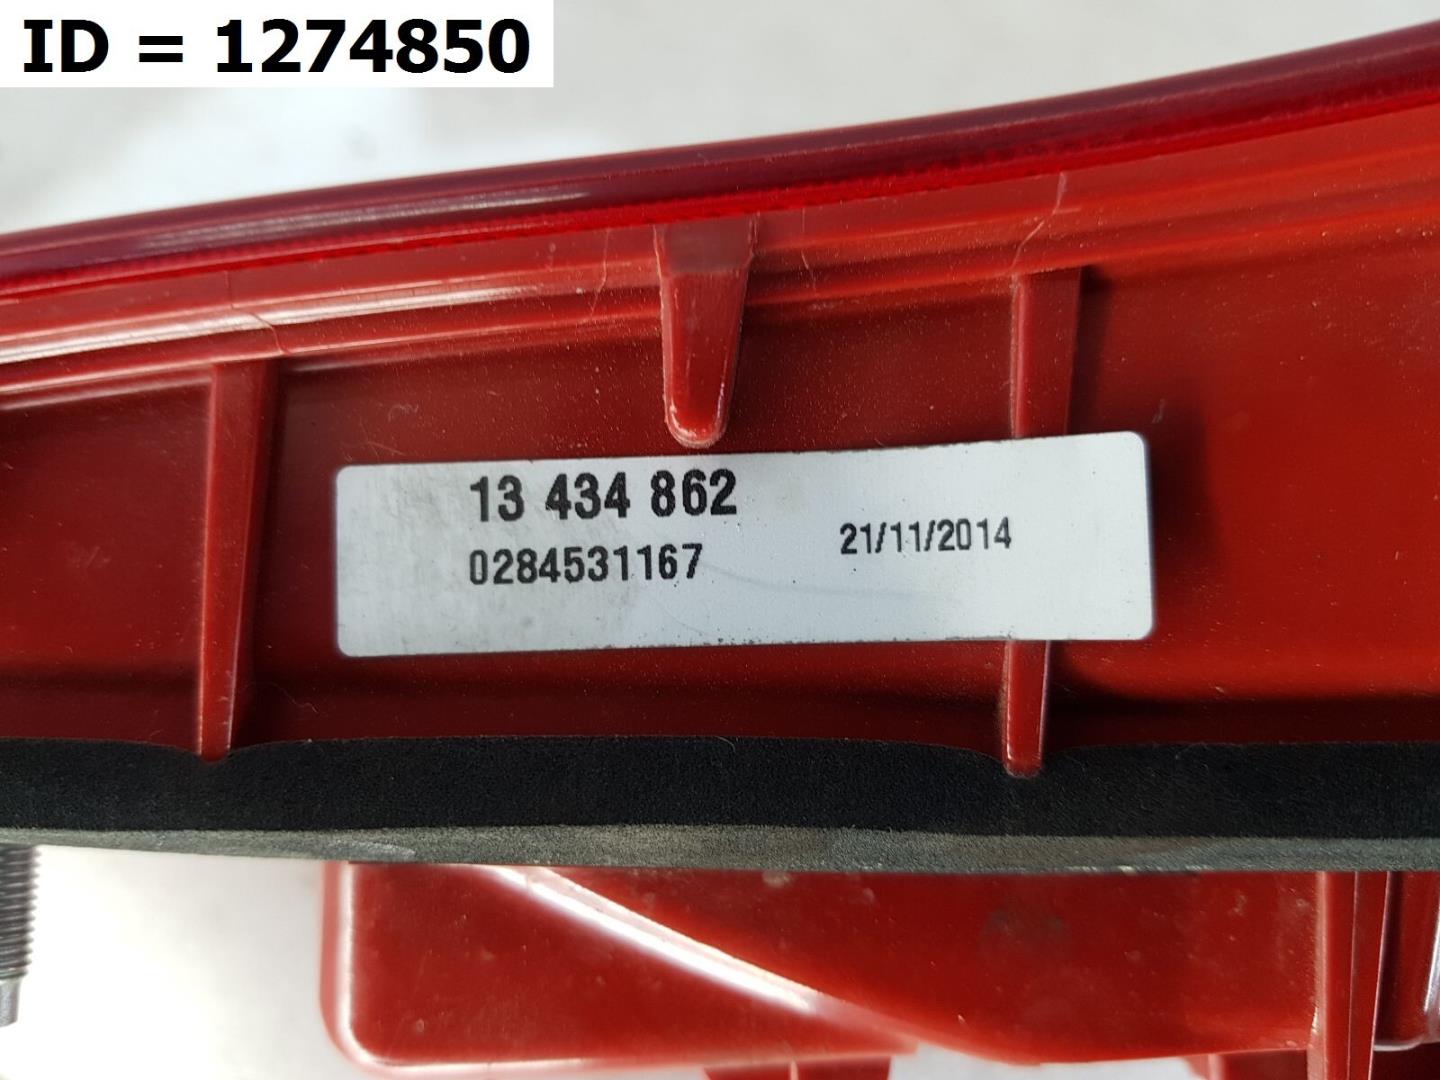 ID = 1274850
13 434 862
0284531167
21/11/2014